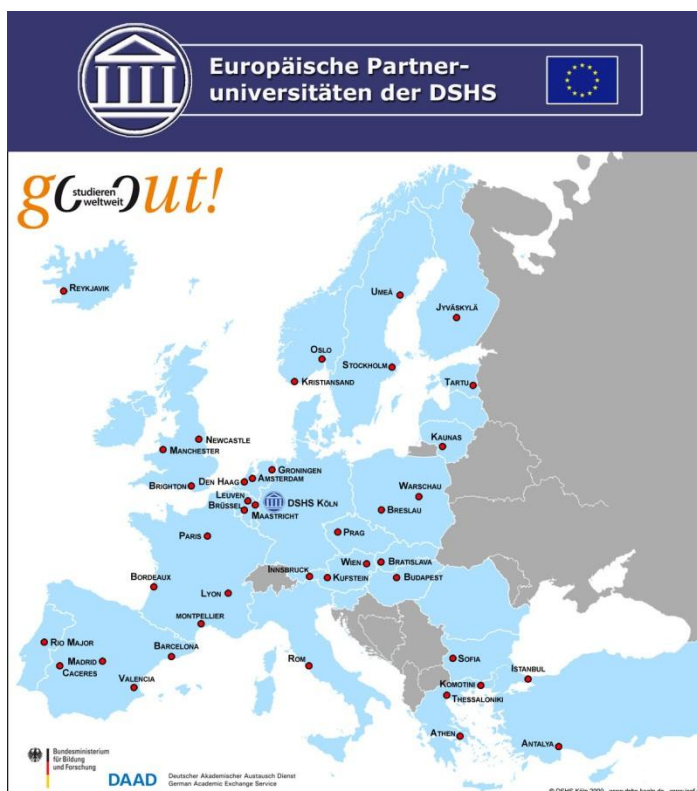 Europäische Partner-
universitäten der DSHS
go out!
studieren
weltweit
REYKJAVIK
UMEÅ
JYVÄSKYLÄ
OSLO
STOCKHOLM
KRISTIANSAND
TARTU
KAUNAS
NEWCASTLE
MANCHESTER
GRONINGEN
DEN HAAG
AMSTERDAM
BRIGHTON
WARSCHAU
LEUVEN
DSHS KÖLN
BRÜSSEL
BRESLAU
MAASTRICHT
PARIS
PRAG
WIEN
BRATISLAVA
INNSBRUCK
KUFSTEIN
BUDAPEST
BORDEAUX
LYON
MONTPELLIER
RIO MAJOR
BARCELONA
MADRID
ROM
SOFIA
CACERES
ISTANBUL
VALENCIA
KOMOTINI
THESSALONIKI
ATHEN
ANTALYA
Bundesministerium
für Bildung
und Forschung
DAAD
Deutscher Akademischer Austausch Dienst
German Academic Exchange Service